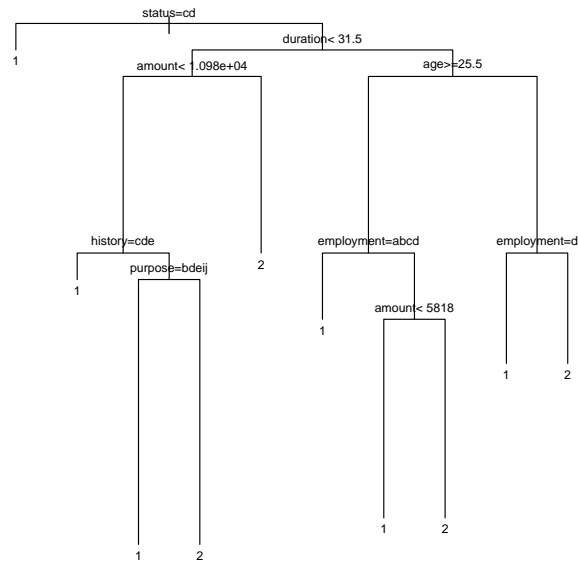 status=cd
duration< 31.5
1
amount< 1.098e+04
age>=25.5
history=cde
2
employment=abcd
employment=d
purpose=bdeij
1
1
amount< 5818
1
2
1
2
1
2